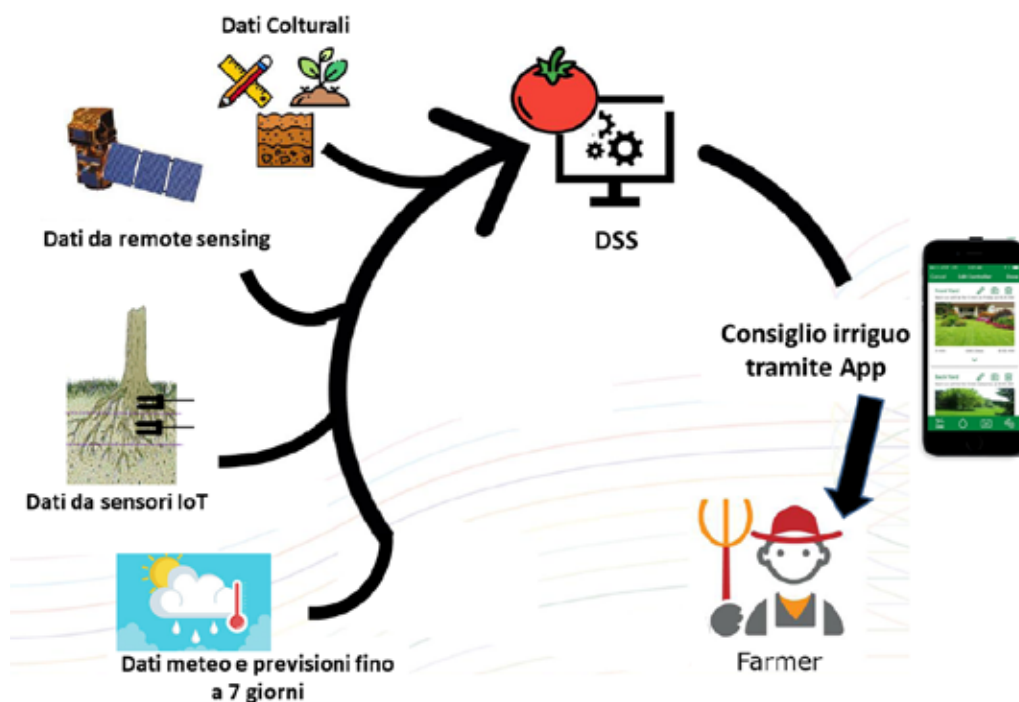 Dati Colturali
Dati da remote sensing
DSS
Consiglio irriguo
tramite App
Dati da sensori IoT
Dati meteo e previsioni fino
a 7 giorni
Farmer